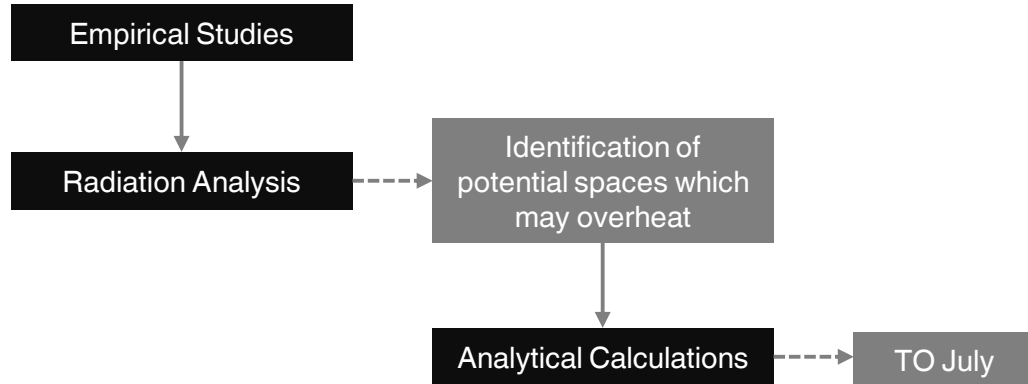 Empirical Studies
Radiation Analysis
Identification of
potential spaces which
may overheat
Analytical Calculations
TO July